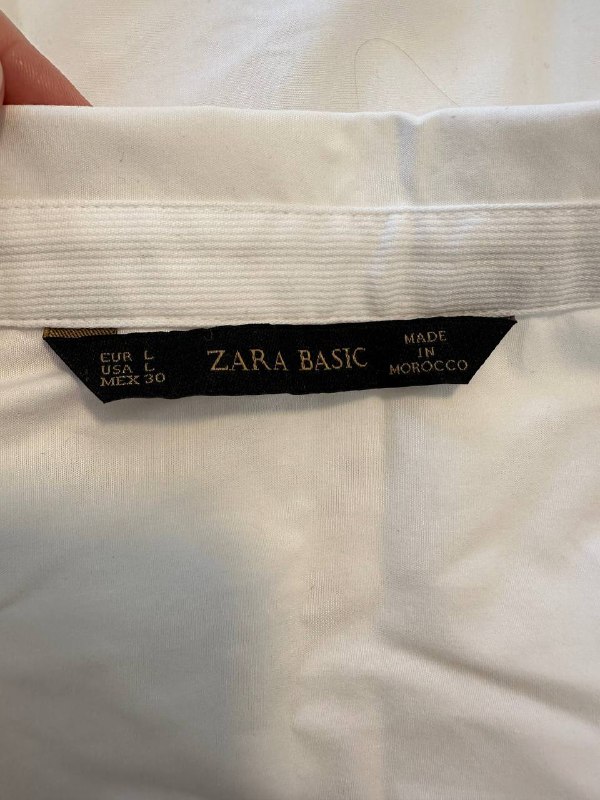 EUR L
USA L
MEX 30
ZARA BASIC
MADE
IN
MOROCCO